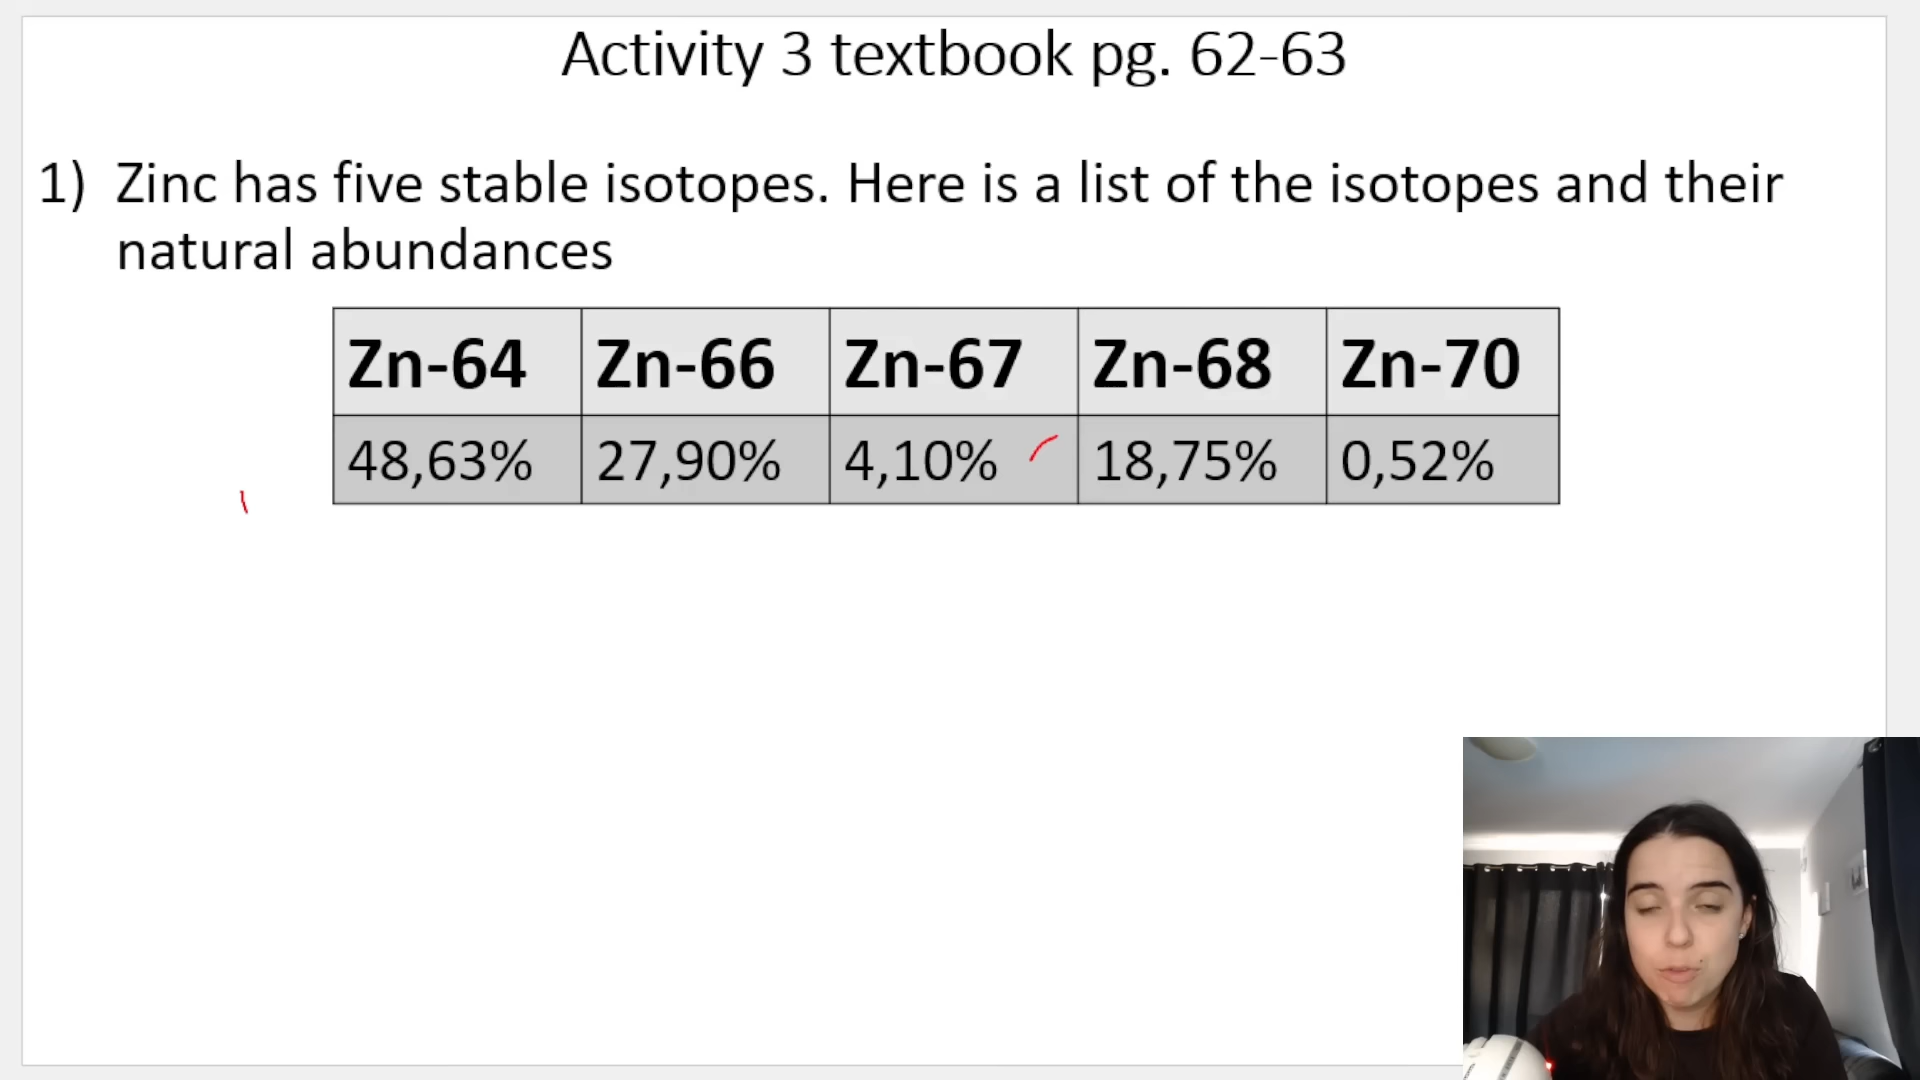 Activity 3 textbook pg. 62-63
1) Zinc has five stable isotopes. Here is a list of the isotopes and their
natural abundances
Zn-64 Zn-66 Zn-67 Zn-68 Zn-70
48,63% 27,90% 4,10% 18,75% 0,52%